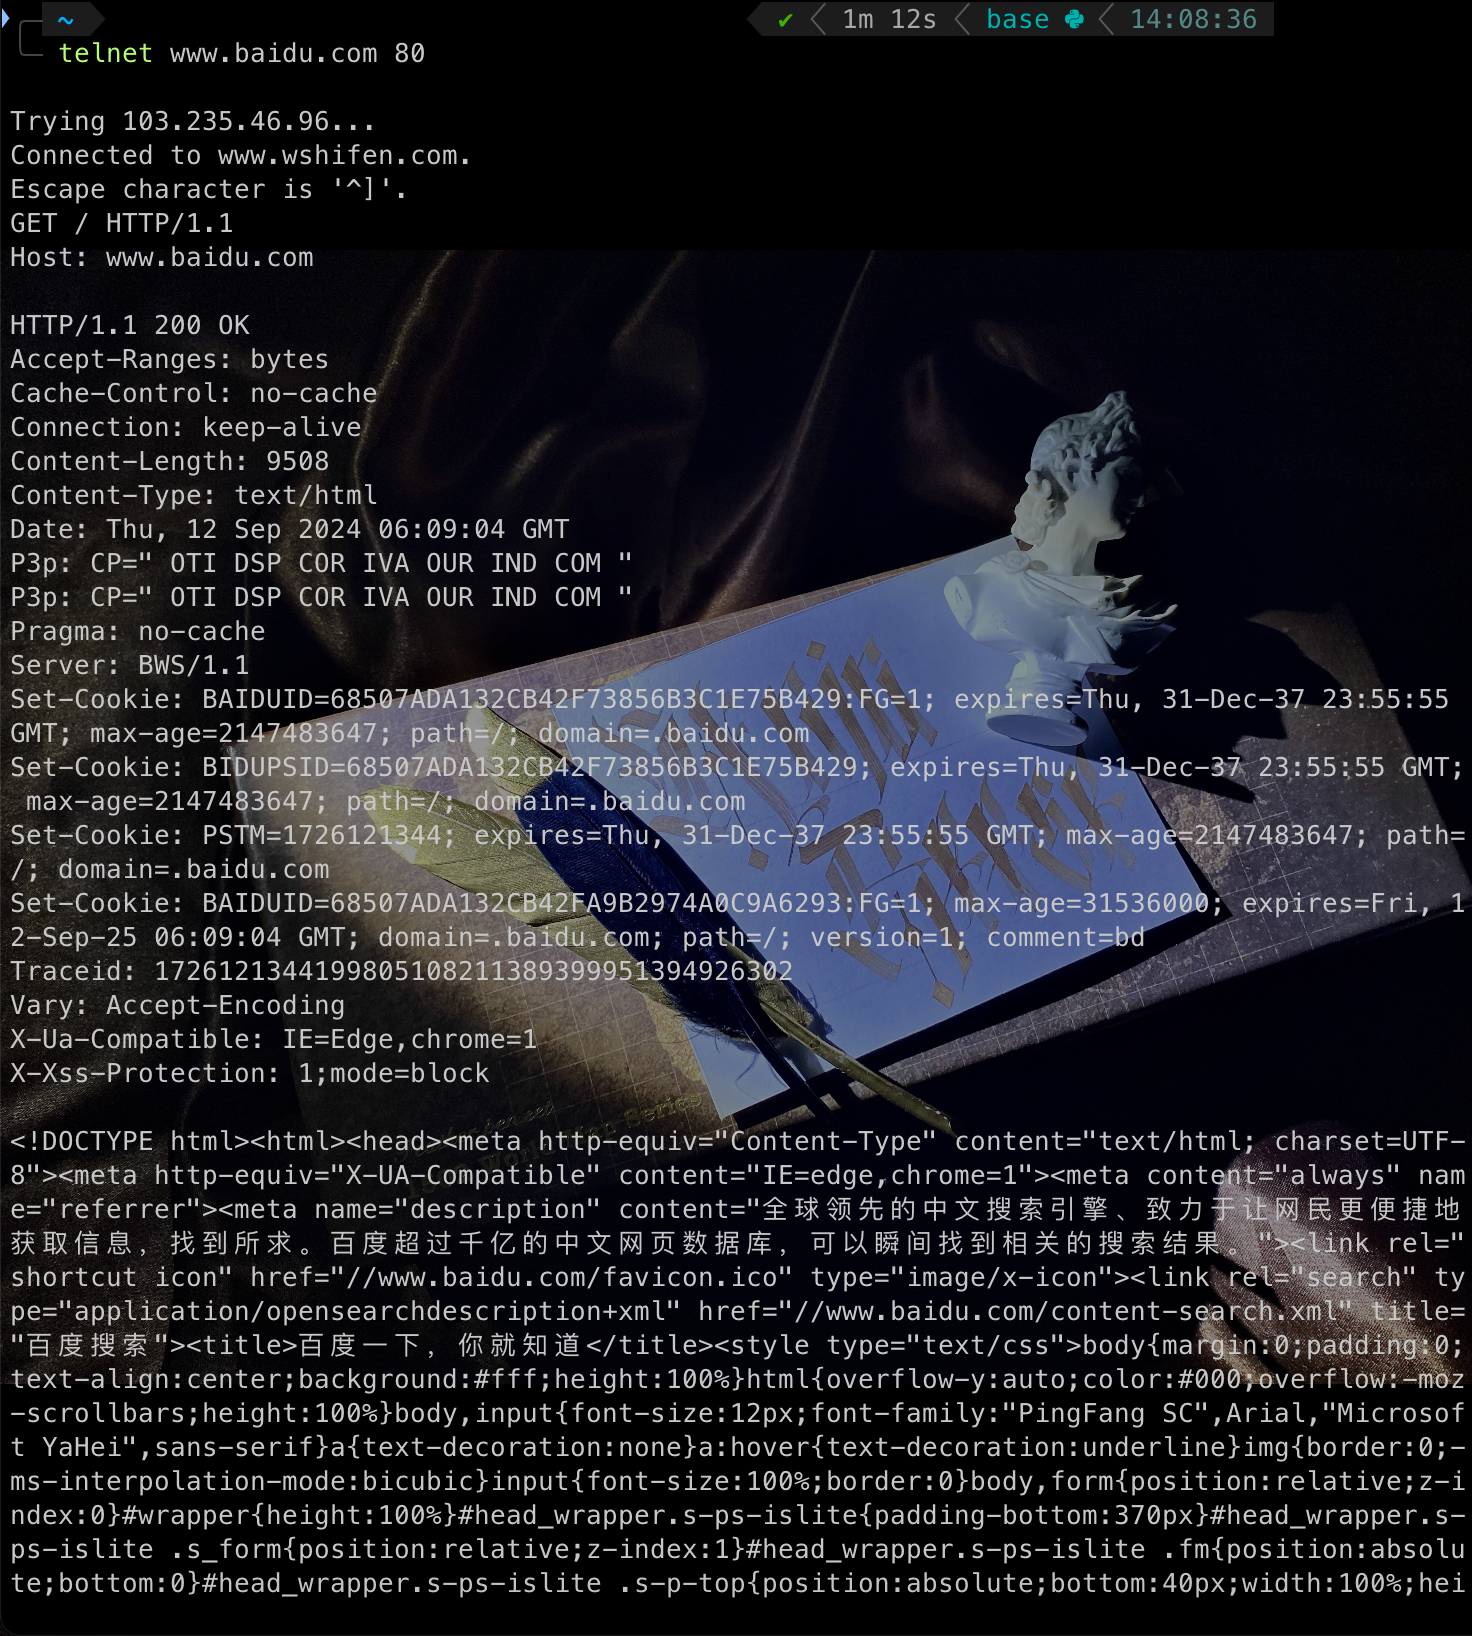 ~ ✔ 1m 12s base 14:08:36
telnet www.baidu.com 80
Trying 103.235.46.96...
Connected to www.wshifen.com.
Escape character is '^]'.
GET / HTTP/1.1
Host: www.baidu.com
HTTP/1.1 200 OK
Accept-Ranges: bytes
Cache-Control: no-cache
Connection: keep-alive
Content-Length: 9508
Content-Type: text/html
Date: Thu, 12 Sep 2024 06:09:04 GMT
P3p: CP=" OTI DSP COR IVA OUR IND COM "
P3p: CP=" OTI DSP COR IVA OUR IND COM "
Pragma: no-cache
Server: BWS/1.1
Set-Cookie: BAIDUID=68507ADA132CB42F73856B3C1E75B429:FG=1; expires=Thu, 31-Dec-37 23:55:55
GMT; max-age=2147483647; path=/; domain=.baidu.com
Set-Cookie: BIDUPSID=68507ADA132CB42F73856B3C1E75B429; expires=Thu, 31-Dec-37 23:55:55 GMT;
max-age=2147483647; path=/; domain=.baidu.com
Set-Cookie: PSTM=1726121344; expires=Thu, 31-Dec-37 23:55:55 GMT; max-age=2147483647; path=
/; domain=.baidu.com
Set-Cookie: BAIDUID=68507ADA132CB42FA9B2974A0C9A6293:FG=1; max-age=31536000; expires=Fri, 1
2-Sep-25 06:09:04 GMT; domain=.baidu.com; path=/; version=1; comment=bd
Traceid: 1726121344199805108211389399951394926302
Vary: Accept-Encoding
X-Ua-Compatible: IE=Edge,chrome=1
X-Xss-Protection: 1;mode=block
<!DOCTYPE html><html><head><meta http-equiv="Content-Type" content="text/html; charset=UTF-
8"><meta http-equiv="X-UA-Compatible" content="IE=edge,chrome=1"><meta content="always" nam
e="referrer"><meta name="description" content="全球领先的中文搜索引擎、致力于让网民更便捷地
获取信息，找到所求。百度超过千亿的中文网页数据库，可以瞬间找到相关的搜索结果。"><link rel="
shortcut icon" href="//www.baidu.com/favicon.ico" type="image/x-icon"><link rel="search" ty
pe="application/opensearchdescription+xml" href="//www.baidu.com/content-search.xml" title=
"百度搜索"><title>百度一下，你就知道</title><style type="text/css">body{margin:0;padding:0;
text-align:center;background:#fff;height:100%}html{overflow-y:auto;color:#000;overflow:-moz
-scrollbars;height:100%}body,input{font-size:12px;font-family:"PingFang SC",Arial,"Microsof
t YaHei",sans-serif}a{text-decoration:none}a:hover{text-decoration:underline}img{border:0;-
ms-interpolation-mode:bicubic}input{font-size:100%;border:0}body,form{position:relative;z-i
ndex:0}#wrapper{height:100%}#head_wrapper.s-ps-islite{padding-bottom:370px}#head_wrapper.s-
ps-islite .s_form{position:relative;z-index:1}#head_wrapper.s-ps-islite .fm{position:absolu
te;bottom:0}#head_wrapper.s-ps-islite .s-p-top{position:absolute;bottom:40px;width:100%;hei